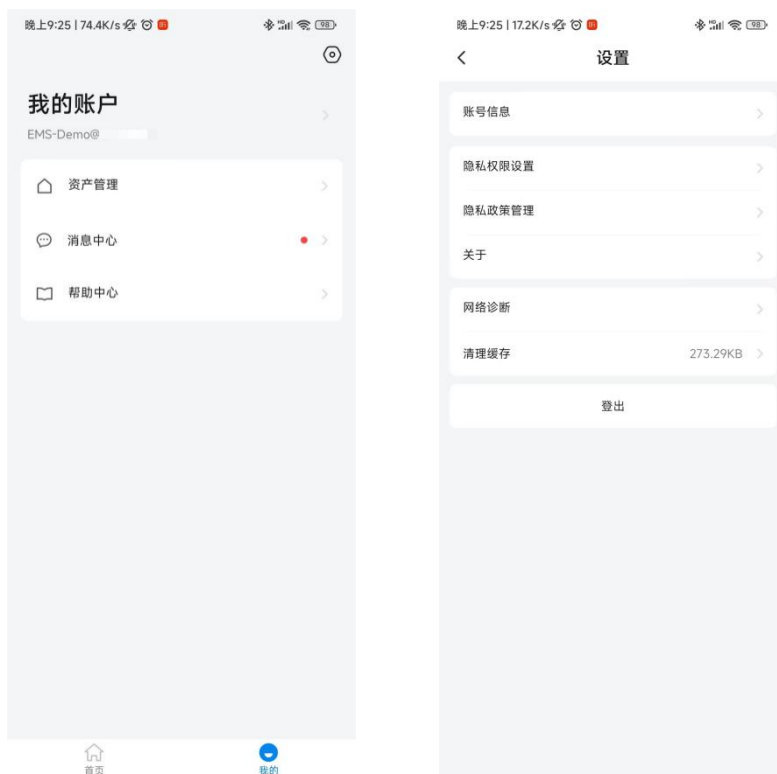 晚上9:25 | 74.4K/s
98
我的账户
EMS-Demo@
资产管理
消息中心
帮助中心
首页
我的
晚上9:25 | 17.2K/s
98
设置
账号信息
隐私权限设置
隐私政策管理
关于
网络诊断
清理缓存 273.29KB
登出